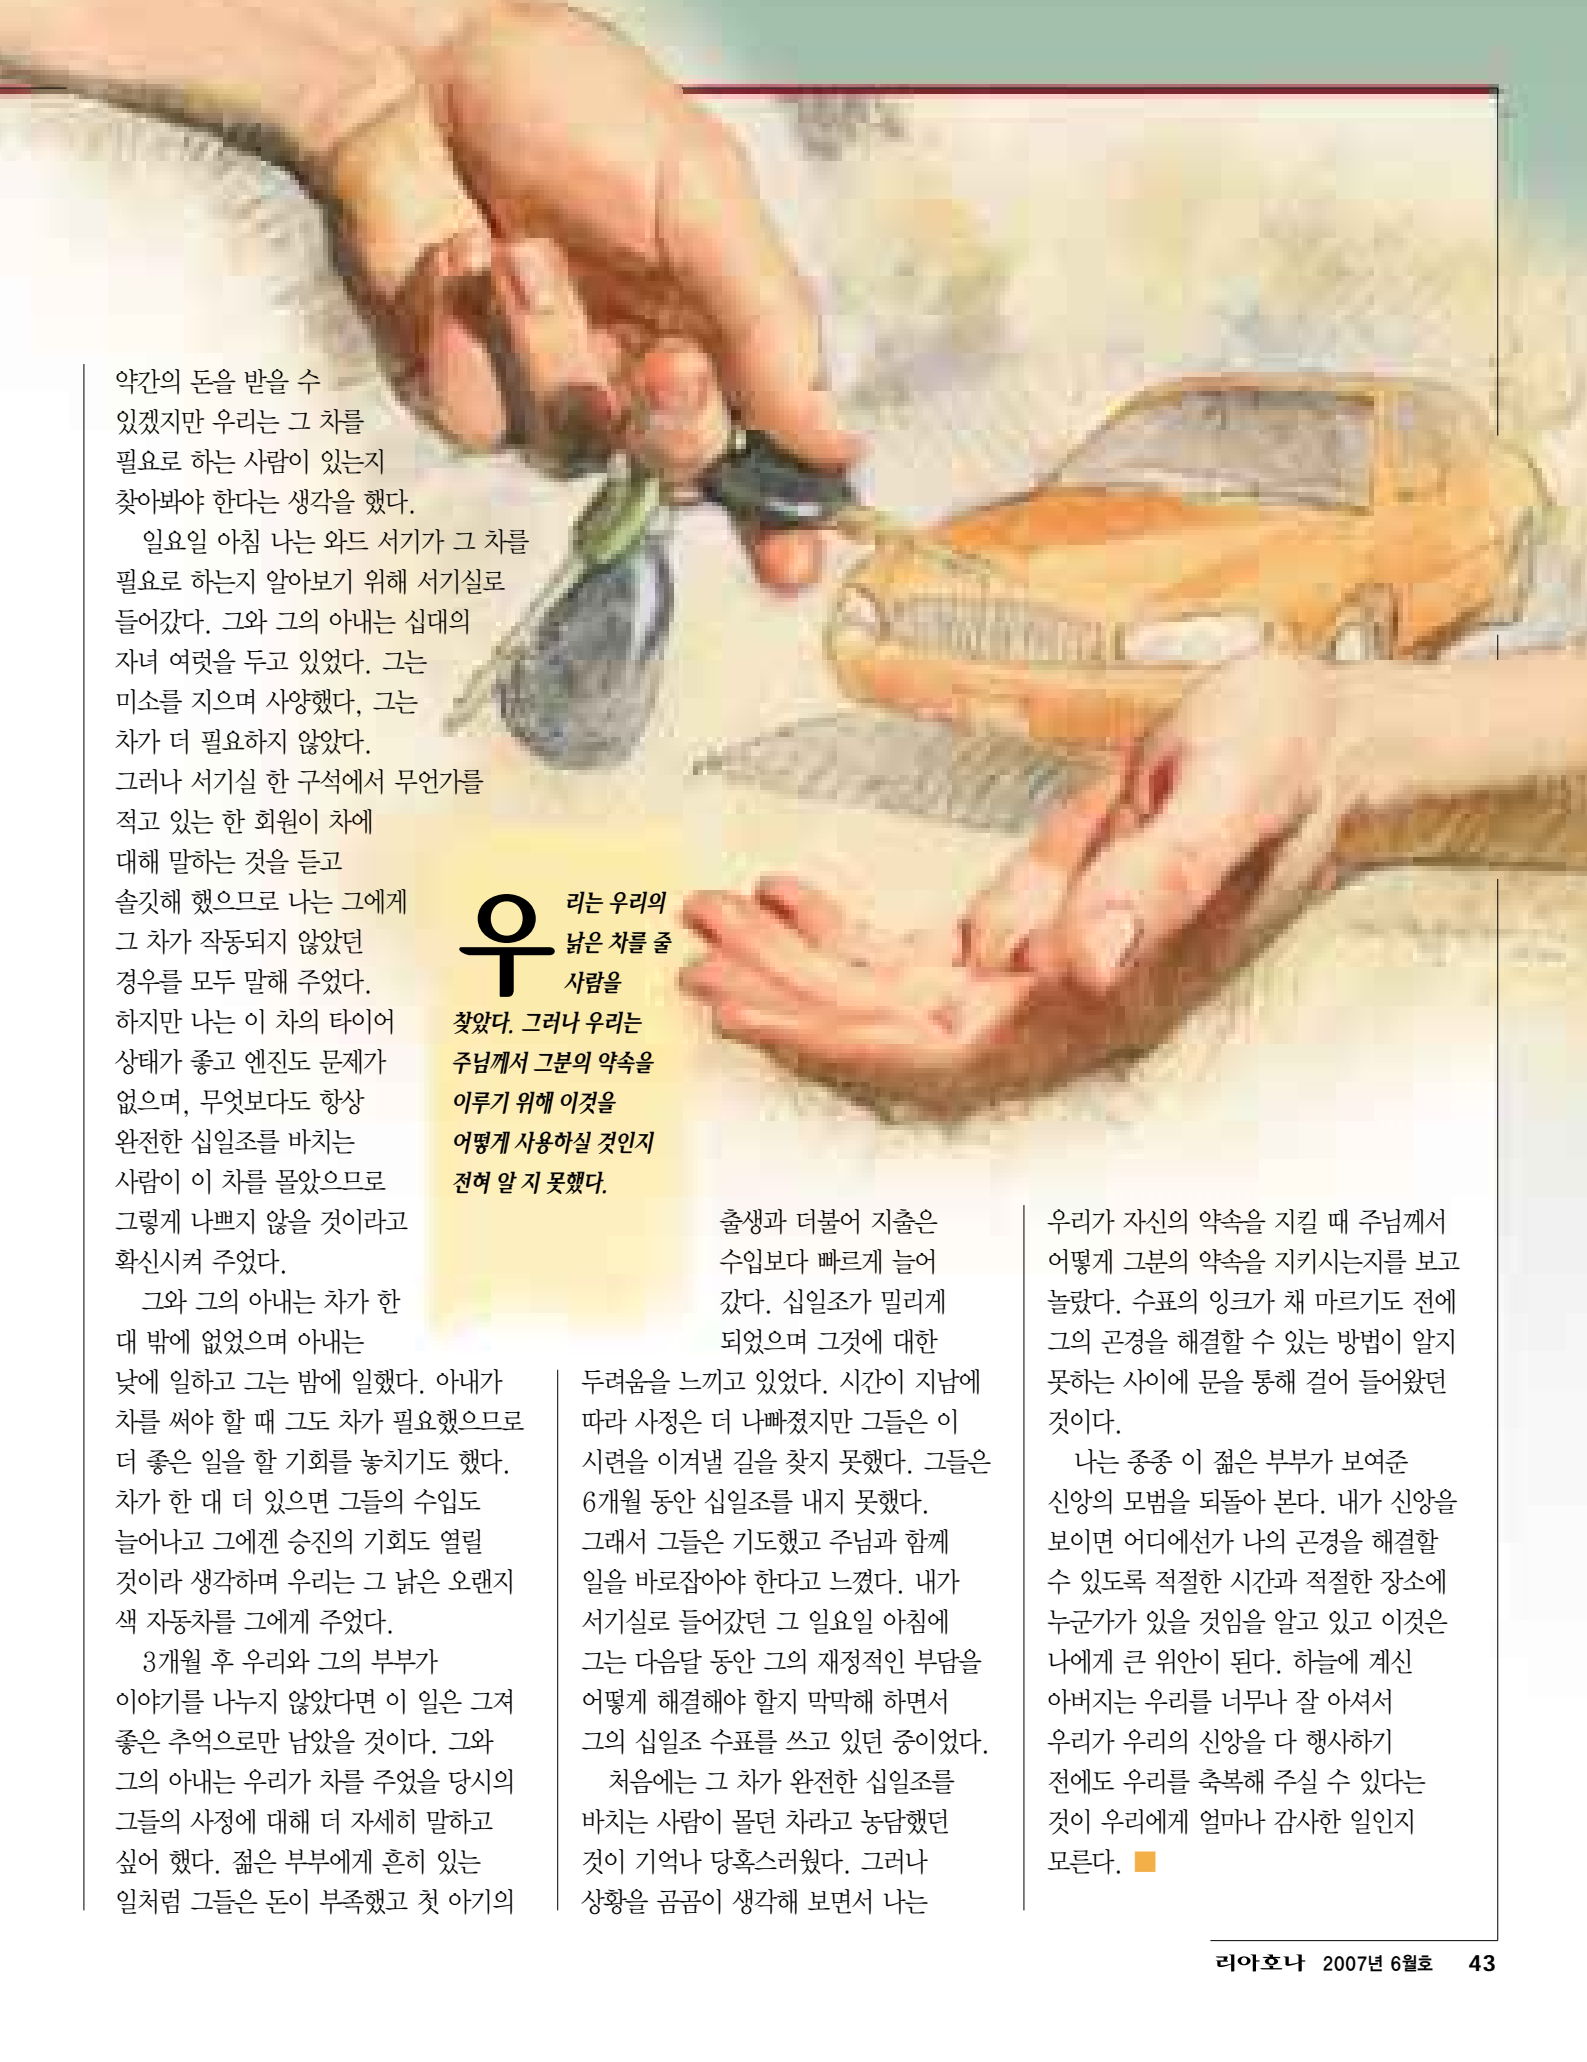 약간의 돈을 받을 수
있겠지만 우리는 그 차를
필요로 하는 사람이 있는지
찾아봐야 한다는 생각을 했다.
일요일 아침 나는 와드 서기가 그 차를
필요로 하는지 알아보기 위해 서기실로
들어갔다. 그와 그의 아내는 십대의
자녀 여럿을 두고 있었다. 그는
미소를 지으며 사양했다, 그는
차가 더 필요하지 않았다.
그러나 서기실 한 구석에서 무언가를
적고 있는 한 회원이 차에
대해 말하는 것을 듣고
솔깃해 했으므로 나는 그에게
그 차가 작동되지 않았던
경우를 모두 말해 주었다.
하지만 나는 이 차의 타이어
상태가 좋고 엔진도 문제가
없으며, 무엇보다도 항상
완전한 십일조를 바치는
사람이 이 차를 몰았으므로
그렇게 나쁘지 않을 것이라고
확신시켜 주었다.
그와 그의 아내는 차가 한
대 밖에 없었으며 아내는
낮에 일하고 그는 밤에 일했다. 아내가
차를 써야 할 때 그도 차가 필요했으므로
더 좋은 일을 할 기회를 놓치기도 했다.
차가 한 대 더 있으면 그들의 수입도
늘어나고 그에겐 승진의 기회도 열릴
것이라 생각하며 우리는 그 낡은 오랜지
색 자동차를 그에게 주었다.
3개월 후 우리와 그의 부부가
이야기를 나누지 않았다면 이 일은 그져
좋은 추억으로만 남았을 것이다. 그와
그의 아내는 우리가 차를 주었을 당시의
그들의 사정에 대해 더 자세히 말하고
싶어 했다. 젊은 부부에게 흔히 있는
일처럼 그들은 돈이 부족했고 첫 아기의
우리는 우리의
낡은 차를 줄
사람을
찾았다. 그러나 우리는
주님께서 그분의 약속을
이루기 위해 이것을
어떻게 사용하실 것인지
전혀 알 지 못했다.
출생과 더불어 지출은
수입보다 빠르게 늘어
갔다. 십일조가 밀리게
되었으며 그것에 대한
두려움을 느끼고 있었다. 시간이 지남에
따라 사정은 더 나빠졌지만 그들은 이
시련을 이겨낼 길을 찾지 못했다. 그들은
6개월 동안 십일조를 내지 못했다.
그래서 그들은 기도했고 주님과 함께
일을 바로잡아야 한다고 느꼈다. 내가
서기실로 들어갔던 그 일요일 아침에
그는 다음달 동안 그의 재정적인 부담을
어떻게 해결해야 할지 막막해 하면서
그의 십일조 수표를 쓰고 있던 중이었다.
처음에는 그 차가 완전한 십일조를
바치는 사람이 몰던 차라고 농담했던
것이 기억나 당혹스러웠다. 그러나
상황을 곰곰이 생각해 보면서 나는
우리가 자신의 약속을 지킬 때 주님께서
어떻게 그분의 약속을 지키시는지를 보고
놀랐다. 수표의 잉크가 채 마르기도 전에
그의 곤경을 해결할 수 있는 방법이 알지
못하는 사이에 문을 통해 걸어 들어왔던
것이다.
나는 종종 이 젊은 부부가 보여준
신앙의 모범을 되돌아 본다. 내가 신앙을
보이면 어디에선가 나의 곤경을 해결할
수 있도록 적절한 시간과 적절한 장소에
누군가가 있을 것임을 알고 있고 이것은
나에게 큰 위안이 된다. 하늘에 계신
아버지는 우리를 너무나 잘 아셔서
우리가 우리의 신앙을 다 행사하기
전에도 우리를 축복해 주실 수 있다는
것이 우리에게 얼마나 감사한 일인지
모른다.
리아호나 2007년 6월호 43